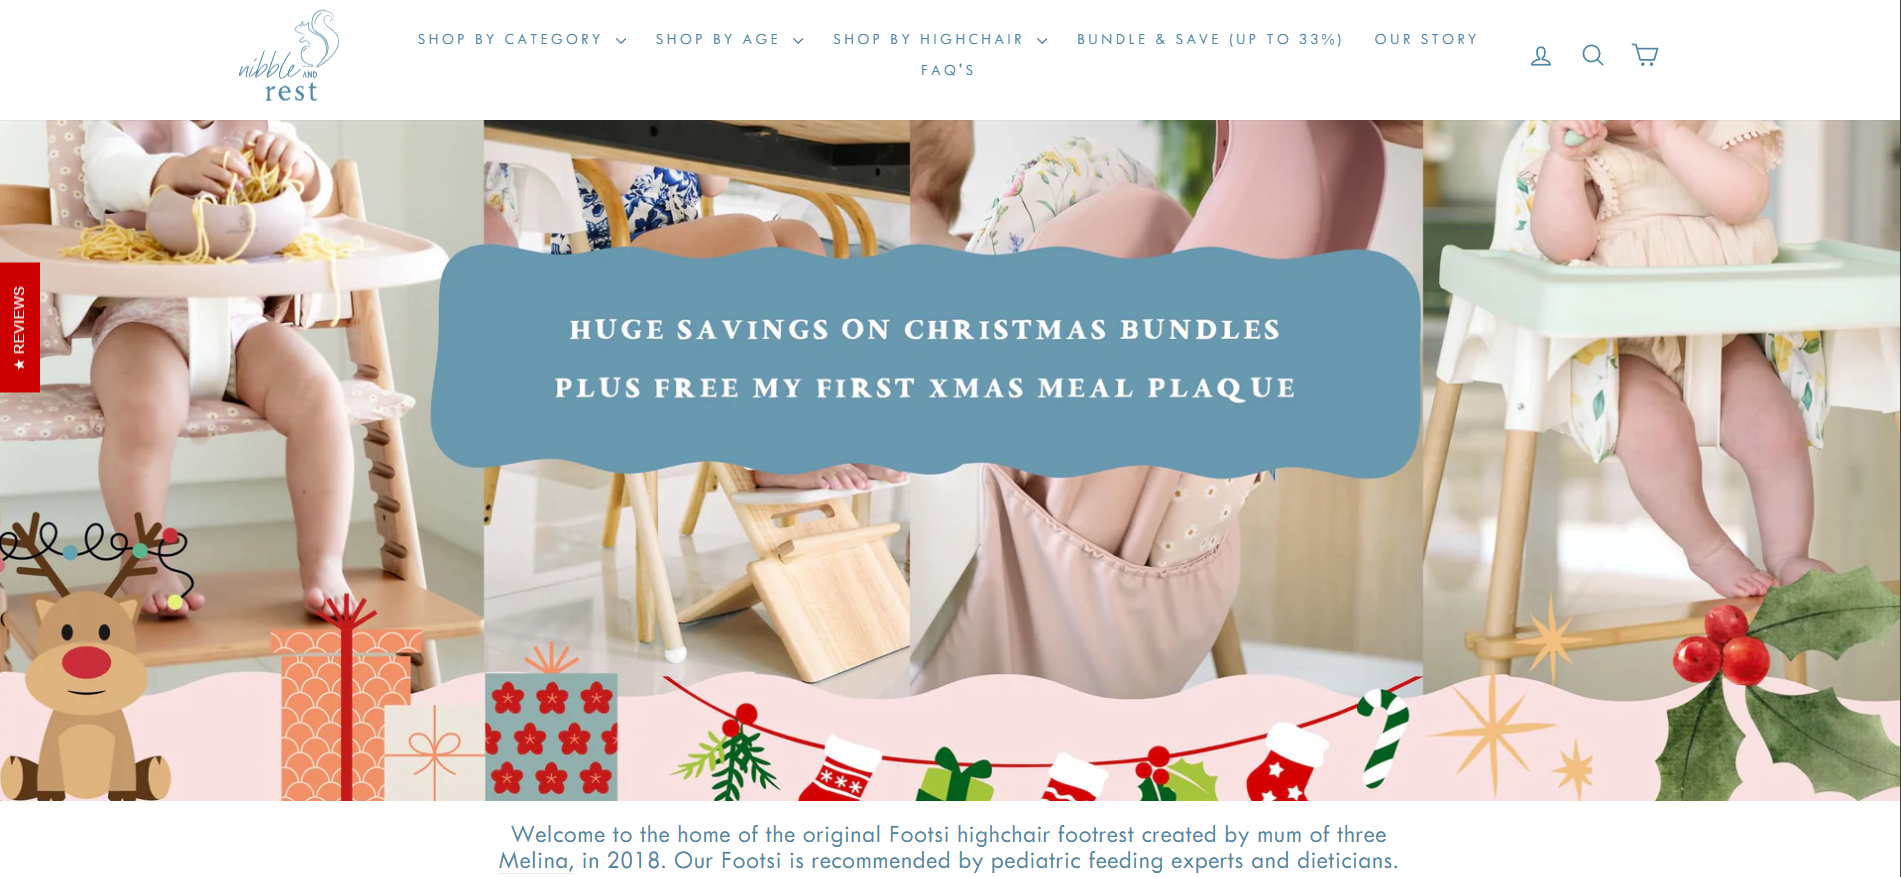 nibble AND
rest
SHOP BY CATEGORY
SHOP BY AGE
SHOP BY HIGHCHAIR
BUNDLE & SAVE (UP TO 33%)
OUR STORY
FAQ'S
★ REVIEWS
HUGE SAVINGS ON CHRISTMAS BUNDLES
PLUS FREE MY FIRST XMAS MEAL PLAQUE
Welcome to the home of the original Footsi highchair footrest created by mum of three
Melina, in 2018. Our Footsi is recommended by pediatric feeding experts and dieticians.